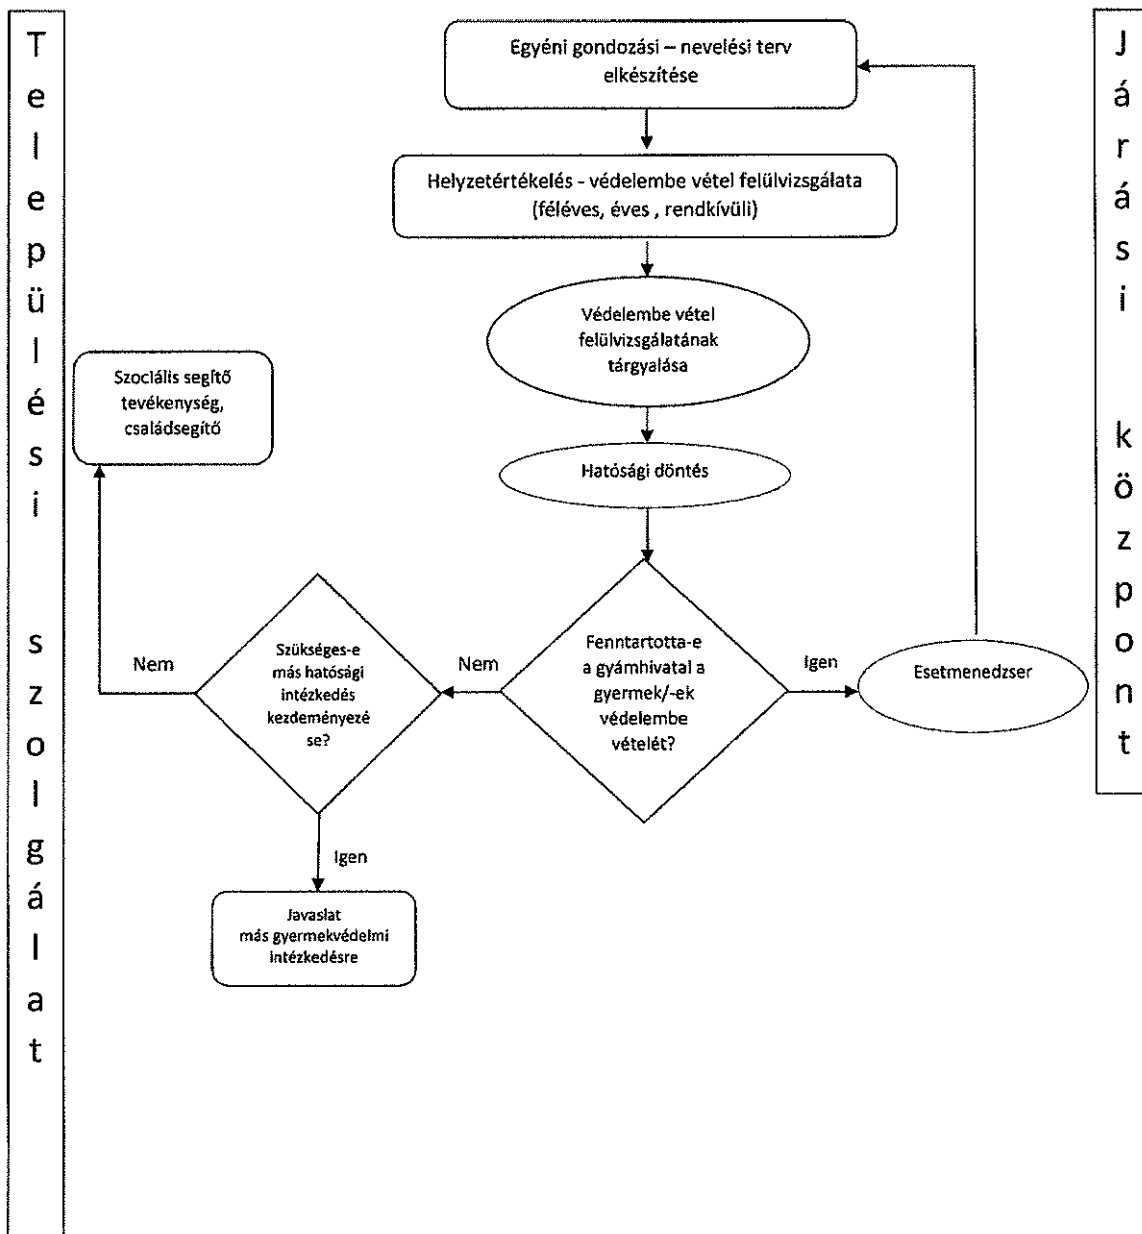 Települési szolgálat
Járási központ
Egyéni gondozási – nevelési terv
elkészítése
Helyzetértékelés - védelembe vétel felülvizsgálata
(féléves, éves , rendkívüli)
Védelembe vétel
felülvizsgálatának
tárgyalása
Szociális segítő
tevékenység,
családsegítő
Hatósági döntés
Fenntartotta-e
a gyámhivatal a
gyermek/-ek
védelembe
vételét?
Igen
Esetmenedzser
Nem
Szükséges-e
más hatósági
intézkedés
kezdeményezé
se?
Nem
Igen
Javaslat
más gyermekvédelmi
intézkedésre